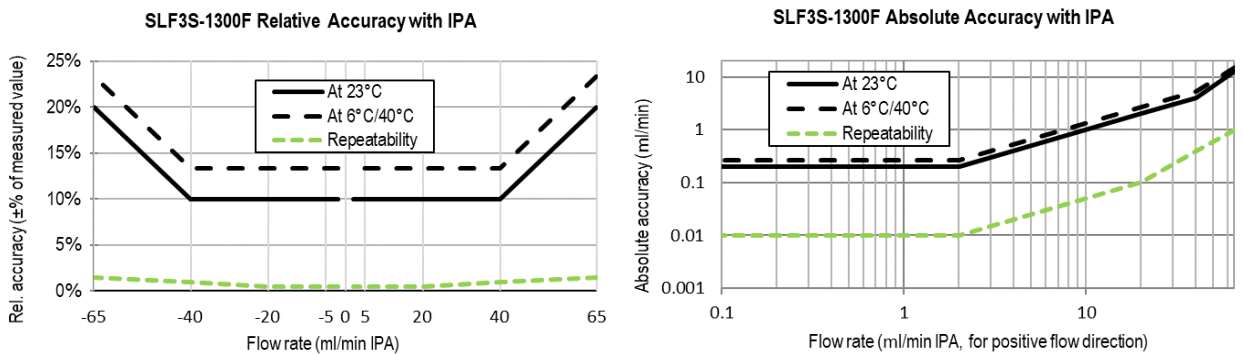 SLF3S-1300F Relative Accuracy with IPA
Rel. accuracy (±% of measured value)
25%
20%
15%
10%
5%
0%
At 23°C
At 6°C/40°C
Repeatability
-65 -40 -20 -5 0 5 20 40 65
Flow rate (ml/min IPA)
SLF3S-1300F Absolute Accuracy with IPA
Absolute accuracy (ml/min)
10
1
0.1
0.01
0.001
At 23°C
At 6°C/40°C
Repeatability
0.1 1 10
Flow rate (ml/min IPA, for positive flow direction)